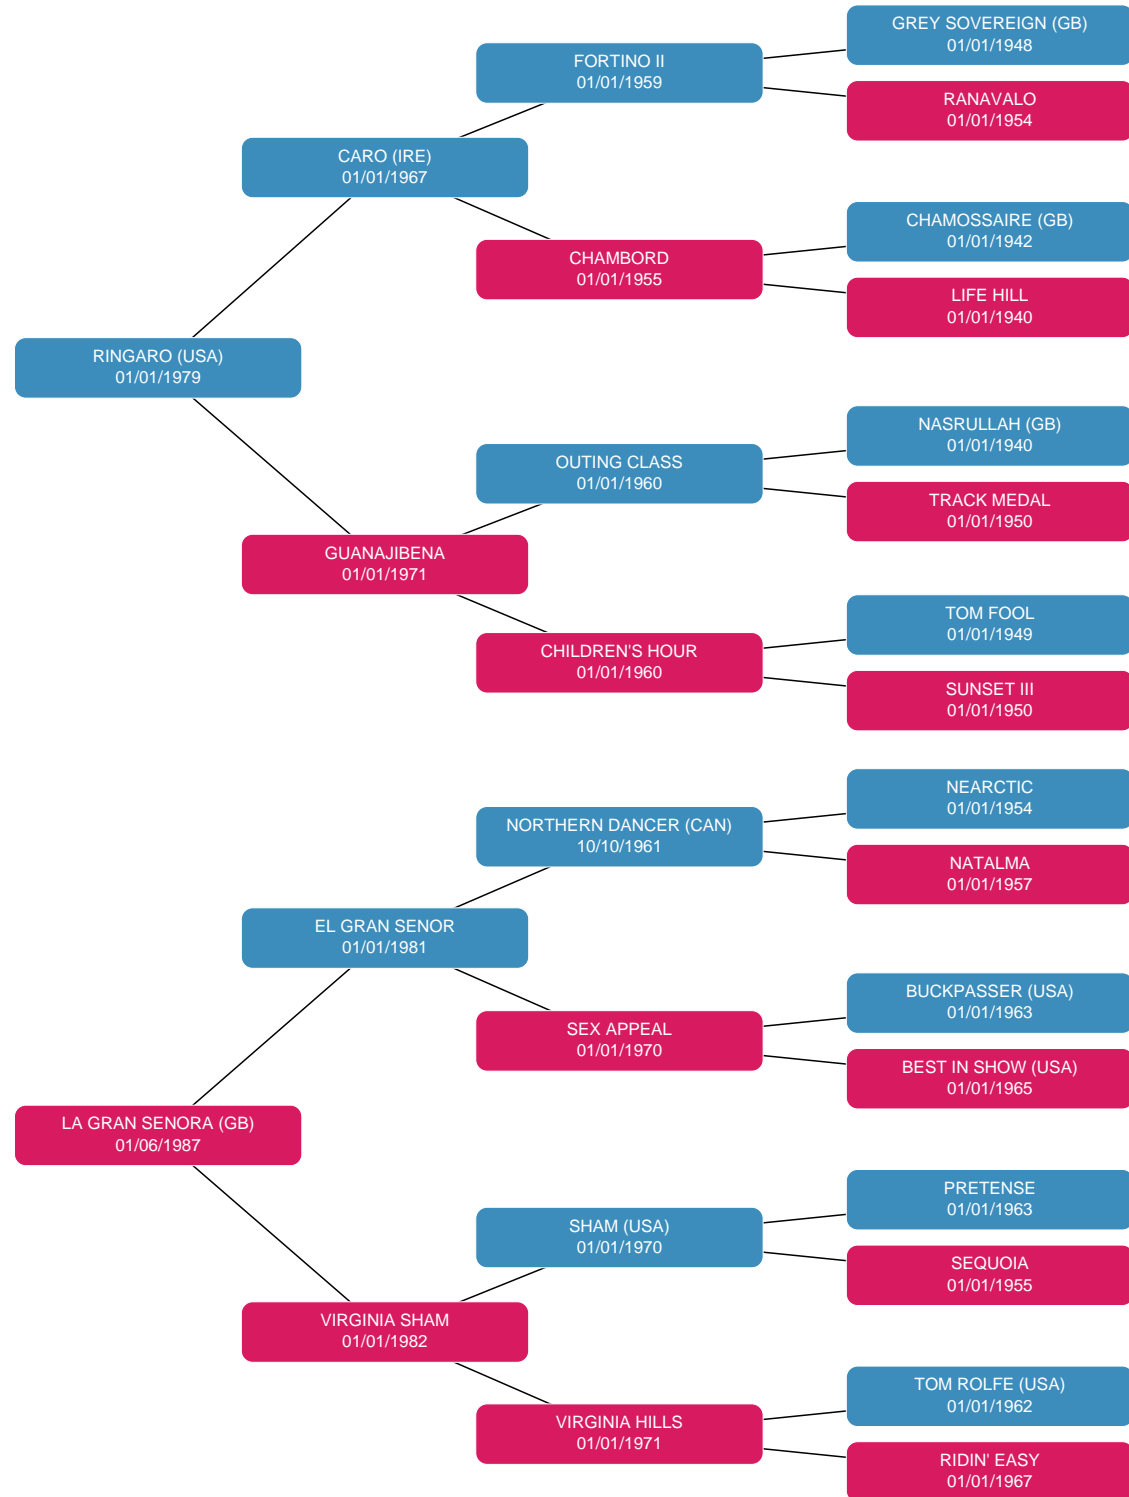 GREY SOVEREIGN (GB)
01/01/1948
FORTINO II
01/01/1959
RANAVALO
01/01/1954
CARO (IRE)
01/01/1967
CHAMOSSAIRE (GB)
01/01/1942
CHAMBORD
01/01/1955
LIFE HILL
01/01/1940
RINGARO (USA)
01/01/1979
NASRULLAH (GB)
01/01/1940
OUTING CLASS
01/01/1960
TRACK MEDAL
01/01/1950
GUANAJIBENA
01/01/1971
TOM FOOL
01/01/1949
CHILDREN'S HOUR
01/01/1960
SUNSET III
01/01/1950
NEARCTIC
01/01/1954
NORTHERN DANCER (CAN)
10/10/1961
NATALMA
01/01/1957
EL GRAN SENOR
01/01/1981
BUCKPASSER (USA)
01/01/1963
SEX APPEAL
01/01/1970
BEST IN SHOW (USA)
01/01/1965
LA GRAN SENORA (GB)
01/06/1987
PRETENSE
01/01/1963
SHAM (USA)
01/01/1970
SEQUOIA
01/01/1955
VIRGINIA SHAM
01/01/1982
TOM ROLFE (USA)
01/01/1962
VIRGINIA HILLS
01/01/1971
RIDIN' EASY
01/01/1967